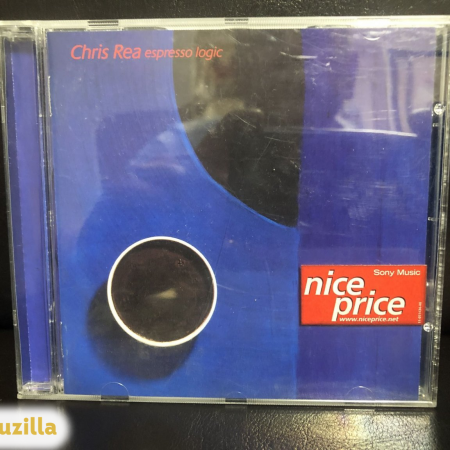 Chris Rea espresso logic
Sony Music
nice
price
www.niceprice.net
uzilla